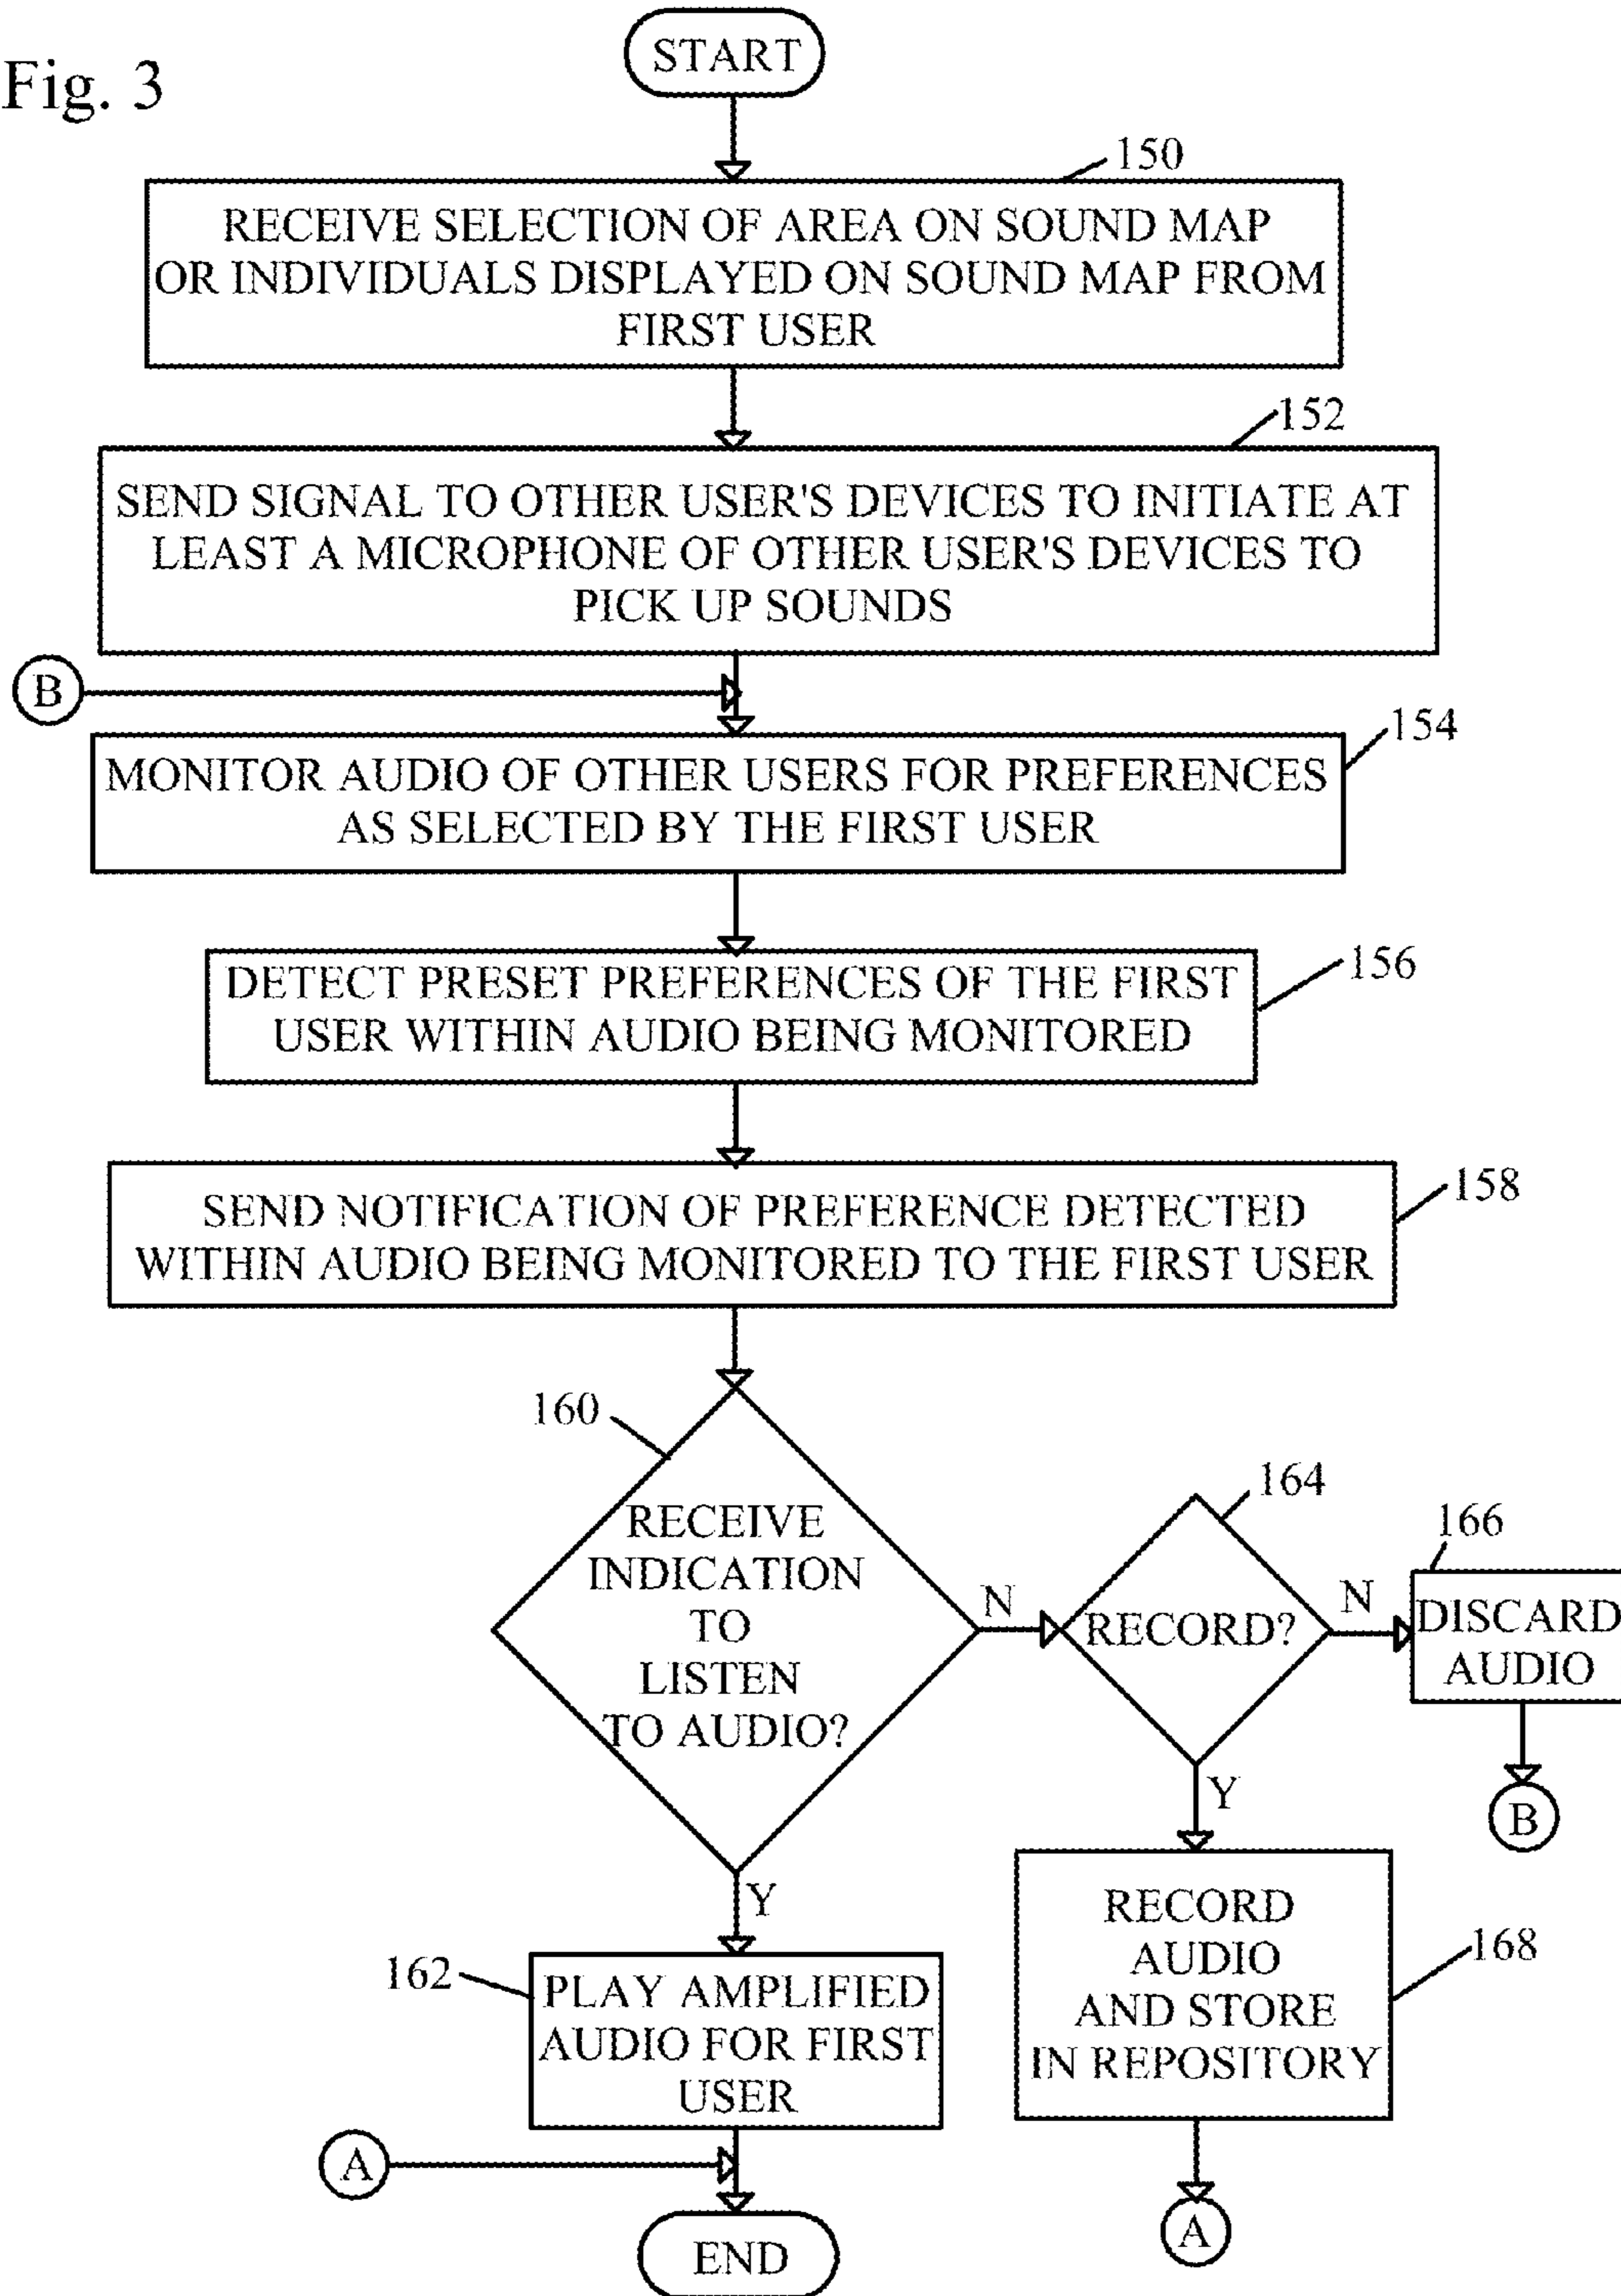 Fig. 3
START
150
RECEIVE SELECTION OF AREA ON SOUND MAP
OR INDIVIDUALS DISPLAYED ON SOUND MAP FROM
FIRST USER
152
SEND SIGNAL TO OTHER USER'S DEVICES TO INITIATE AT
LEAST A MICROPHONE OF OTHER USER'S DEVICES TO
PICK UP SOUNDS
B
154
MONITOR AUDIO OF OTHER USERS FOR PREFERENCES
AS SELECTED BY THE FIRST USER
156
DETECT PRESET PREFERENCES OF THE FIRST
USER WITHIN AUDIO BEING MONITORED
158
SEND NOTIFICATION OF PREFERENCE DETECTED
WITHIN AUDIO BEING MONITORED TO THE FIRST USER
160
RECEIVE
INDICATION
TO
LISTEN
TO AUDIO?
N
164
RECORD?
N
166
DISCARD
AUDIO
B
Y
Y
162
PLAY AMPLIFIED
AUDIO FOR FIRST
USER
RECORD
AUDIO
AND STORE
IN REPOSITORY
168
A
A
END